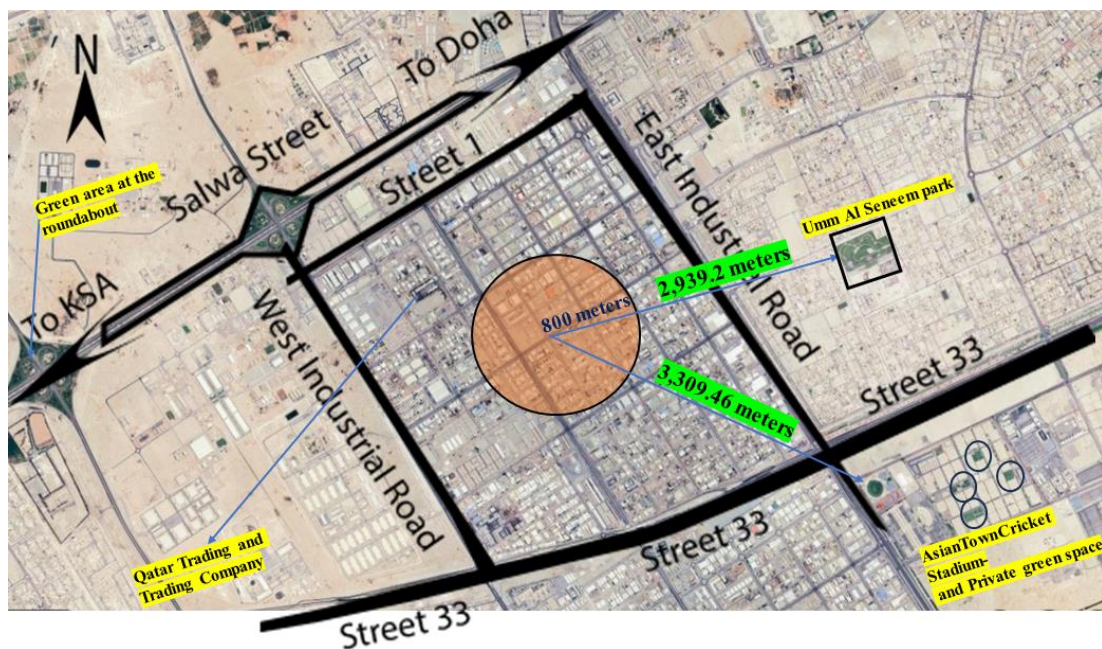 N
To Doha
Salwa Street
Street 1
Green area at the
roundabout
East Industrial Road
Umm Al Seneem park
2,939.2 meters
800 meters
To KSA
West Industrial Road
3,309.46 meters
Street 33
Qatar Trading and
Trading Company
Street 33
AsianTownCricket
Stadium-
and Private green space
Street 33